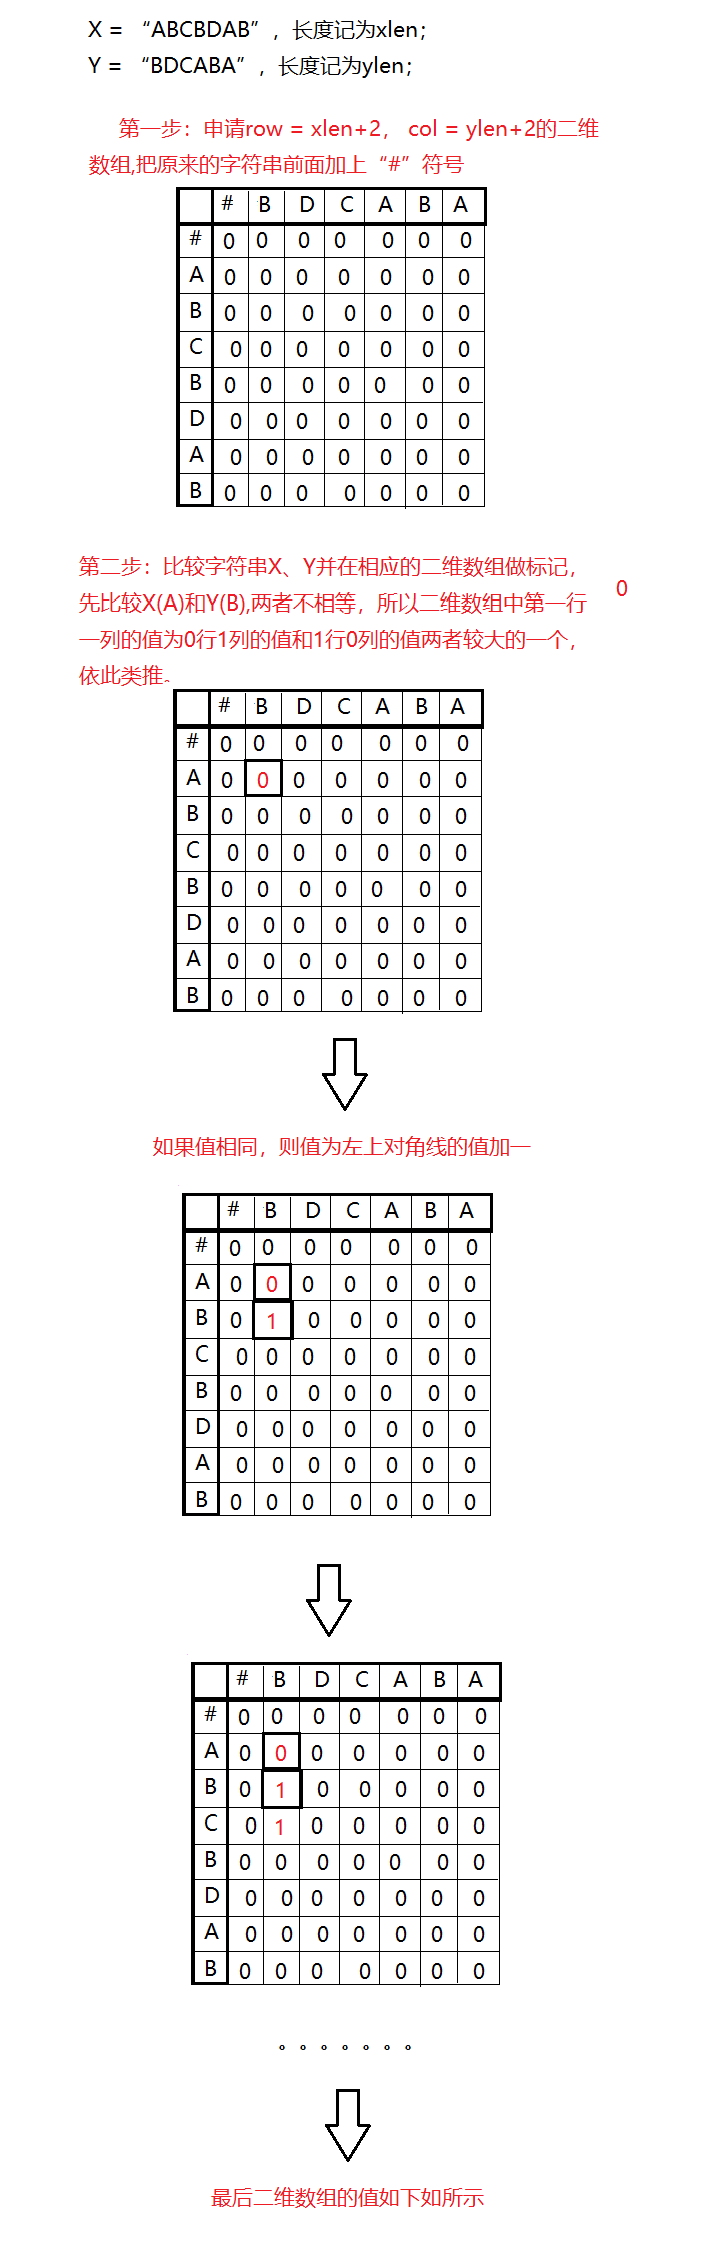 X = “ABCBDAB”，长度记为xlen；
Y = “BDCABA”，长度记为ylen；
第一步：申请row = xlen+2， col = ylen+2的二维
数组,把原来的字符串前面加上“#”符号
# B D C A B A
# 0 0 0 0 0 0 0
A 0 0 0 0 0 0 0
B 0 0 0 0 0 0 0
C 0 0 0 0 0 0 0
B 0 0 0 0 0 0 0
D 0 0 0 0 0 0 0
A 0 0 0 0 0 0 0
B 0 0 0 0 0 0 0
第二步：比较字符串X、Y并在相应的二维数组做标记，
0
先比较X(A)和Y(B),两者不相等，所以二维数组中第一行
一列的值为0行1列的值和1行0列的值两者较大的一个，
依此类推。
# B D C A B A
# 0 0 0 0 0 0 0
A 0 0 0 0 0 0 0
B 0 0 0 0 0 0 0
C 0 0 0 0 0 0 0
B 0 0 0 0 0 0 0
D 0 0 0 0 0 0 0
A 0 0 0 0 0 0 0
B 0 0 0 0 0 0 0
如果值相同，则值为左上对角线的值加一
# B D C A B A
# 0 0 0 0 0 0 0
A 0 0 0 0 0 0 0
B 0 1 0 0 0 0 0
C 0 0 0 0 0 0 0
B 0 0 0 0 0 0 0
D 0 0 0 0 0 0 0
A 0 0 0 0 0 0 0
B 0 0 0 0 0 0 0
# B D C A B A
# 0 0 0 0 0 0 0
A 0 0 0 0 0 0 0
B 0 1 0 0 0 0 0
C 0 1 0 0 0 0 0
B 0 0 0 0 0 0 0
D 0 0 0 0 0 0 0
A 0 0 0 0 0 0 0
B 0 0 0 0 0 0 0
。。。。。。。
最后二维数组的值如下如所示